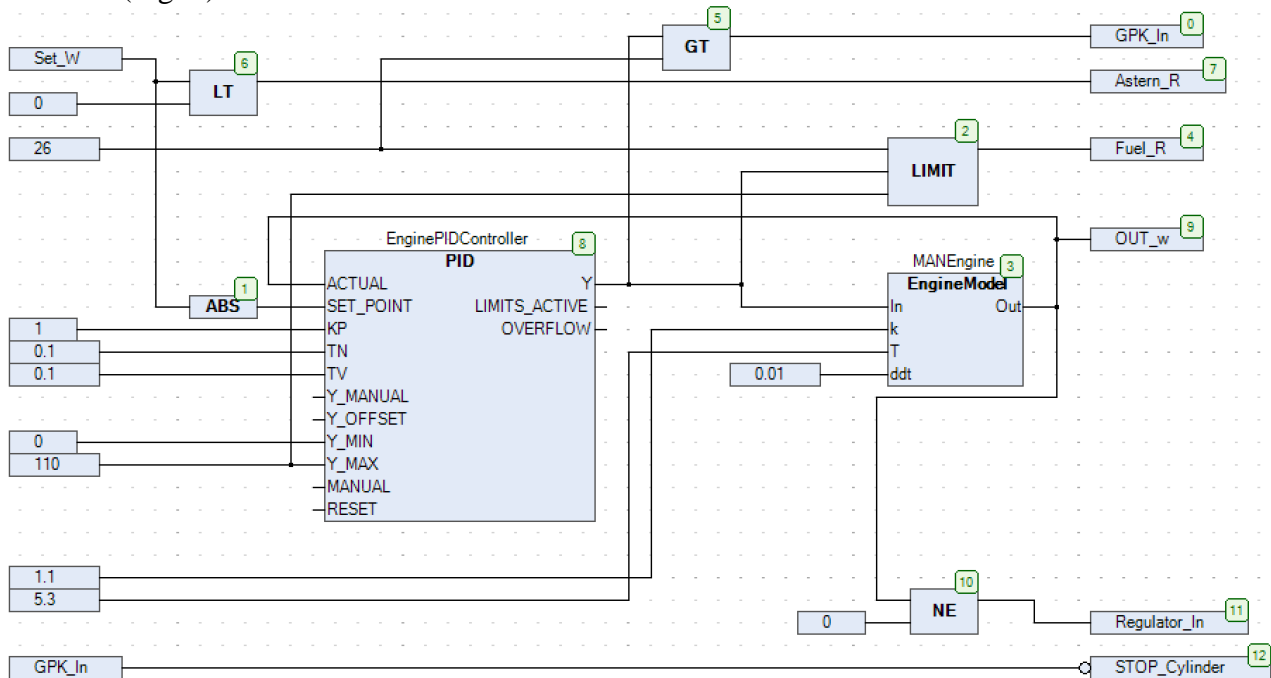 5
GT
GPK_In 0
Set_W
6
LT
Astern_R 7
0
26
2
LIMIT
Fuel_R 4
EnginePIDController 8
PID
OUT_w 9
MANEngine 3
EngineModel
ACTUAL Y
In Out
1
ABS
SET_POINT LIMITS_ACTIVE
1
KP OVERFLOW
k
0.1
TN
T
0.1
TV
0.01
ddt
Y_MANUAL
Y_OFFSET
0
Y_MIN
110
Y_MAX
MANUAL
RESET
1.1
5.3
10
NE
0
Regulator_In 11
GPK_In
STOP_Cylinder 12